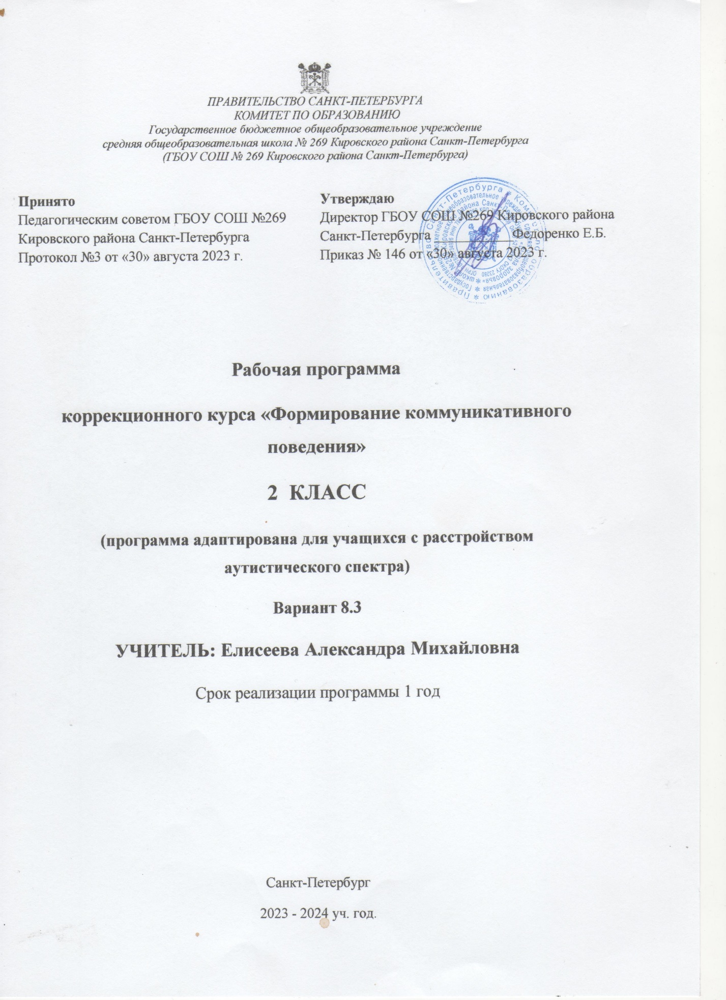 ПРАВИТЕЛЬСТВО САНКТ-ПЕТЕРБУРГА
КОМИТЕТ ПО ОБРАЗОВАНИЮ
Государственное бюджетное общеобразовательное учреждение
средняя общеобразовательная школа № 269 Кировского района Санкт-Петербурга
(ГБОУ СОШ № 269 Кировского района Санкт-Петербурга)
Принято
Педагогическим советом ГБОУ СОШ №269
Кировского района Санкт-Петербурга
Протокол №3 от «30» августа 2023 г.
Утверждаю
Директор ГБОУ СОШ №269 Кировского района
Санкт-Петербурга Федоренко Е.Б.
Приказ № 146 от «30» августа 2023 г.
Рабочая программа
коррекционного курса «Формирование коммуникативного
поведения»
2 КЛАСС
(программа адаптирована для учащихся с расстройством
аутистического спектра)
Вариант 8.3
УЧИТЕЛЬ: Елисеева Александра Михайловна
Срок реализации программы 1 год
Санкт-Петербург
2023 - 2024 уч. год.